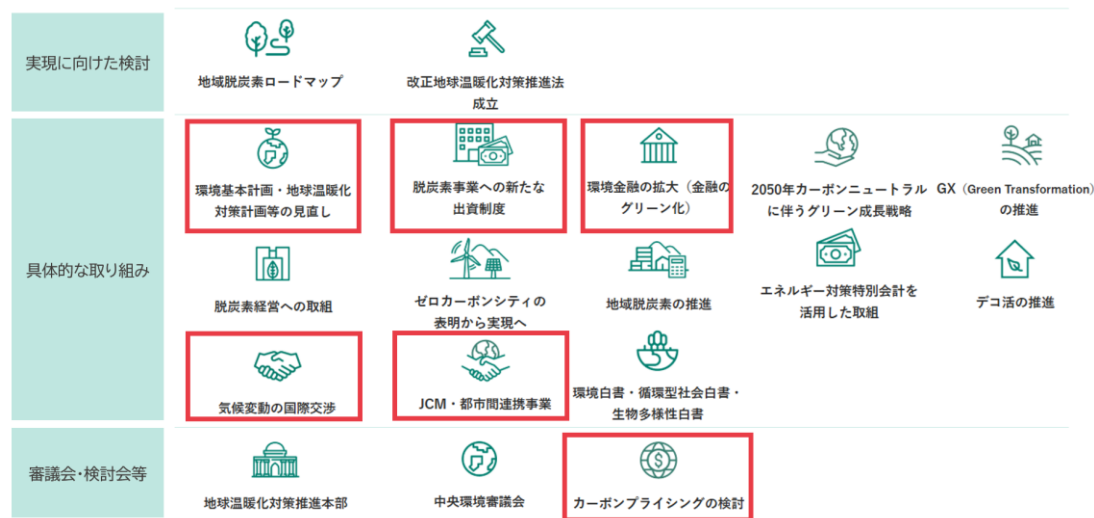 実現に向けた検討
地域脱炭素ロードマップ
改正地球温暖化対策推進法
成立
具体的な取り組み
環境基本計画・地球温暖化
対策計画等の見直し
脱炭素事業への新たな
出資制度
環境金融の拡大（金融の
グリーン化）
2050年カーボンニュートラル
に伴うグリーン成長戦略
GX（Green Transformation）
の推進
脱炭素経営への取組
ゼロカーボンシティの
表明から実現へ
地域脱炭素の推進
エネルギー対策特別会計を
活用した取組
デコ活の推進
気候変動の国際交渉
JCM・都市間連携事業
環境白書・循環型社会白書・
生物多様性白書
審議会・検討会等
地球温暖化対策推進本部
中央環境審議会
カーボンプライシングの検討